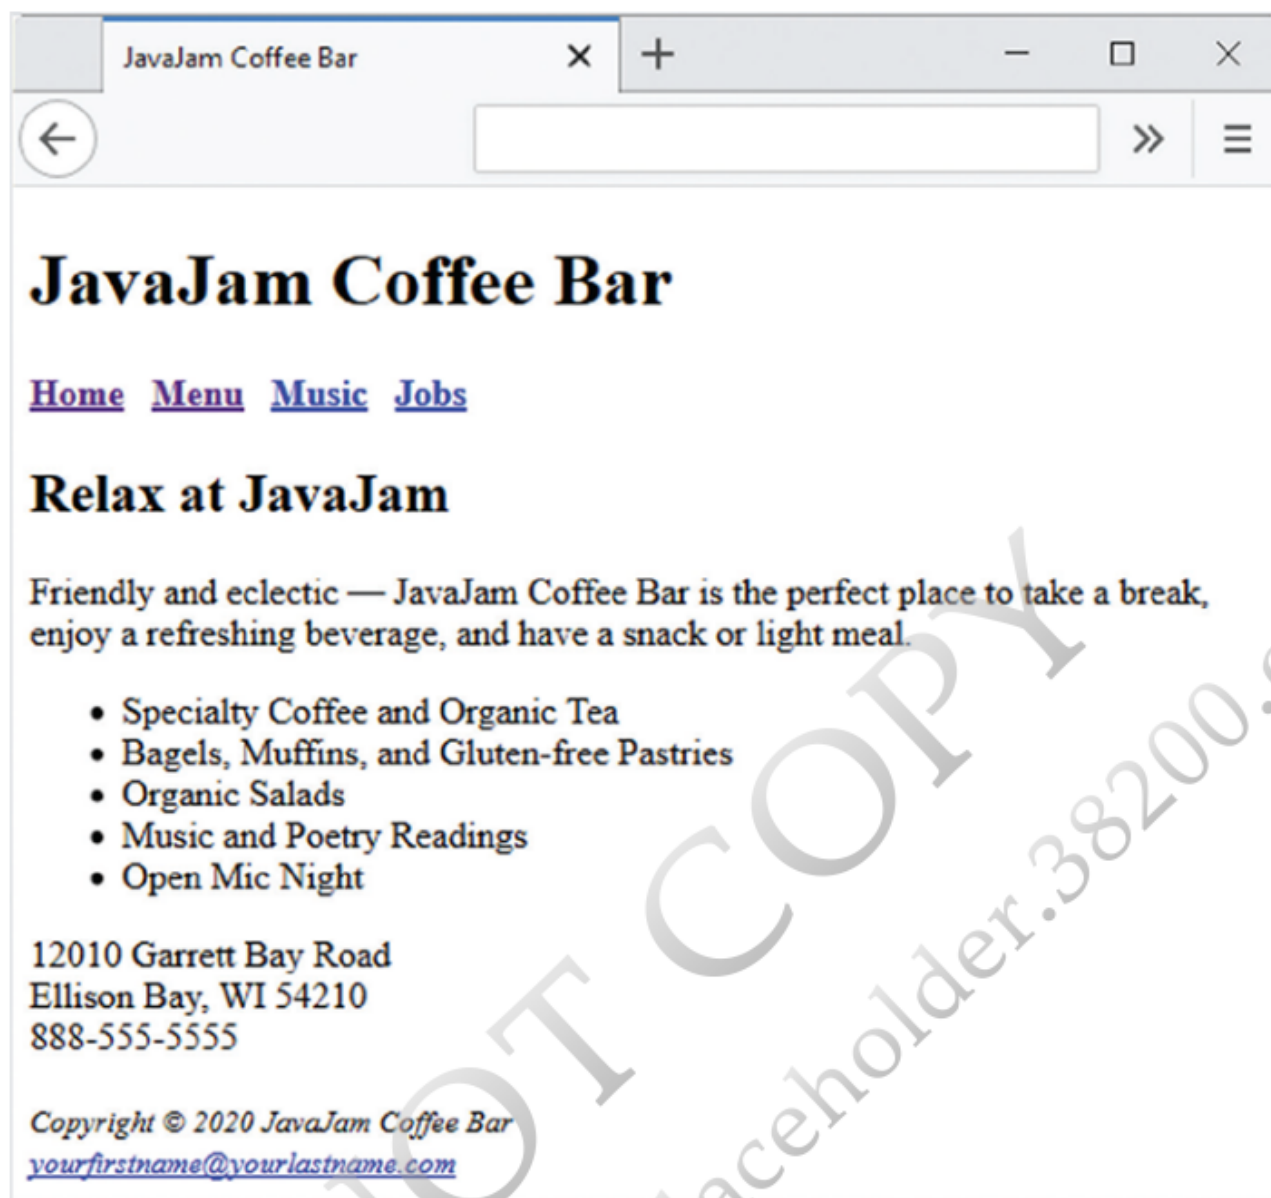 JavaJam Coffee Bar
JavaJam Coffee Bar
Home Menu Music Jobs
Relax at JavaJam
Friendly and eclectic — JavaJam Coffee Bar is the perfect place to take a break,
enjoy a refreshing beverage, and have a snack or light meal.
• Specialty Coffee and Organic Tea
• Bagels, Muffins, and Gluten-free Pastries
• Organic Salads
• Music and Poetry Readings
• Open Mic Night
12010 Garrett Bay Road
Ellison Bay, WI 54210
888-555-5555
Copyright © 2020 JavaJam Coffee Bar
yourfirstname@yourlastname.com
OT COPY
aceholder.38200.